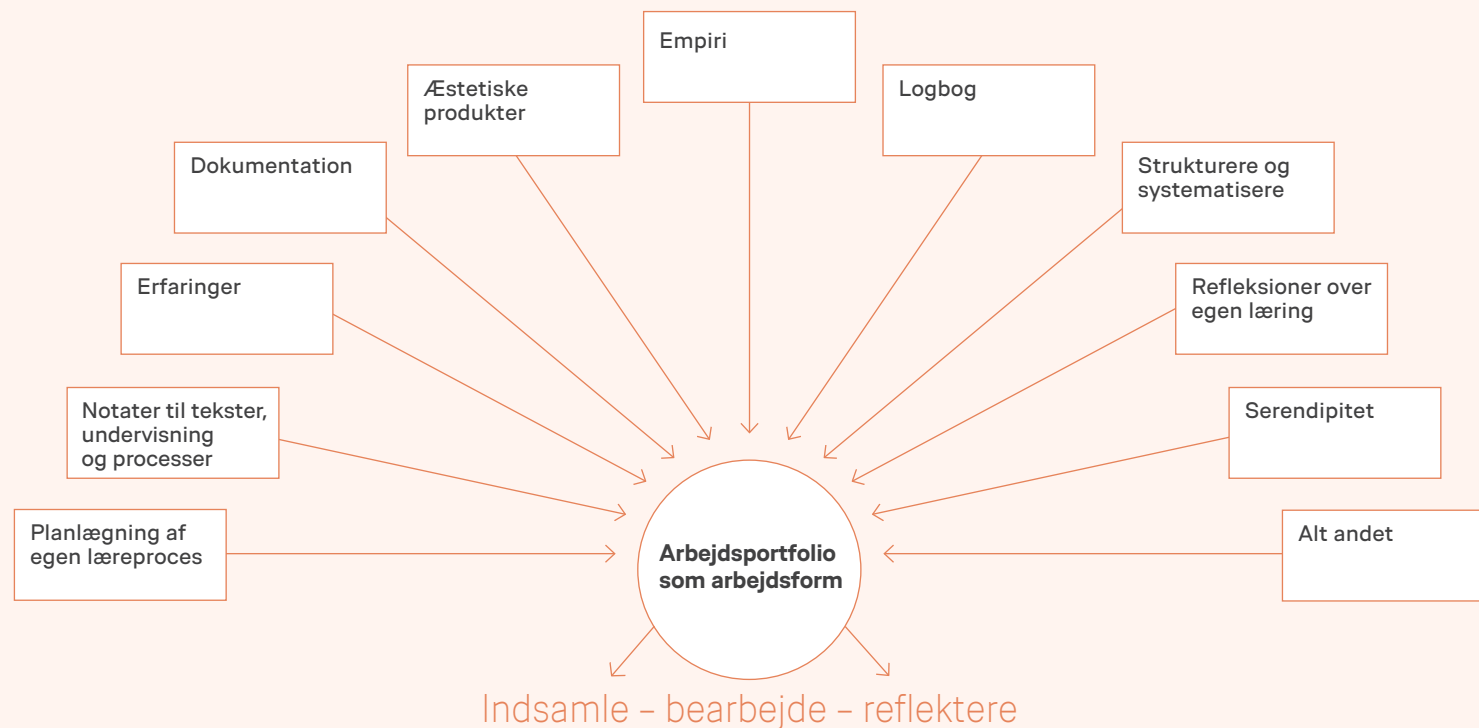 Empiri
Æstetiske
produkter
Logbog
Dokumentation
Strukturere og
systematisere
Erfaringer
Refleksioner over
egen læring
Notater til tekster,
undervisning
og processer
Serendipitet
Planlægning af
egen læreproces
Alt andet
Arbejdsportfolio
som arbejdsform
Indsamle – bearbejde – reflektere